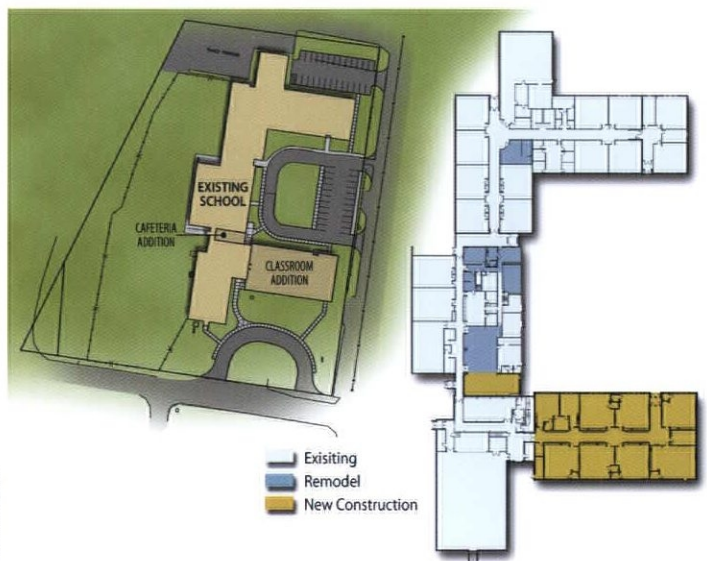 EXISTING
SCHOOL
CAFETERIA
ADDITION
CLASSROOM
ADDITION
Exisiting
Remodel
New Construction